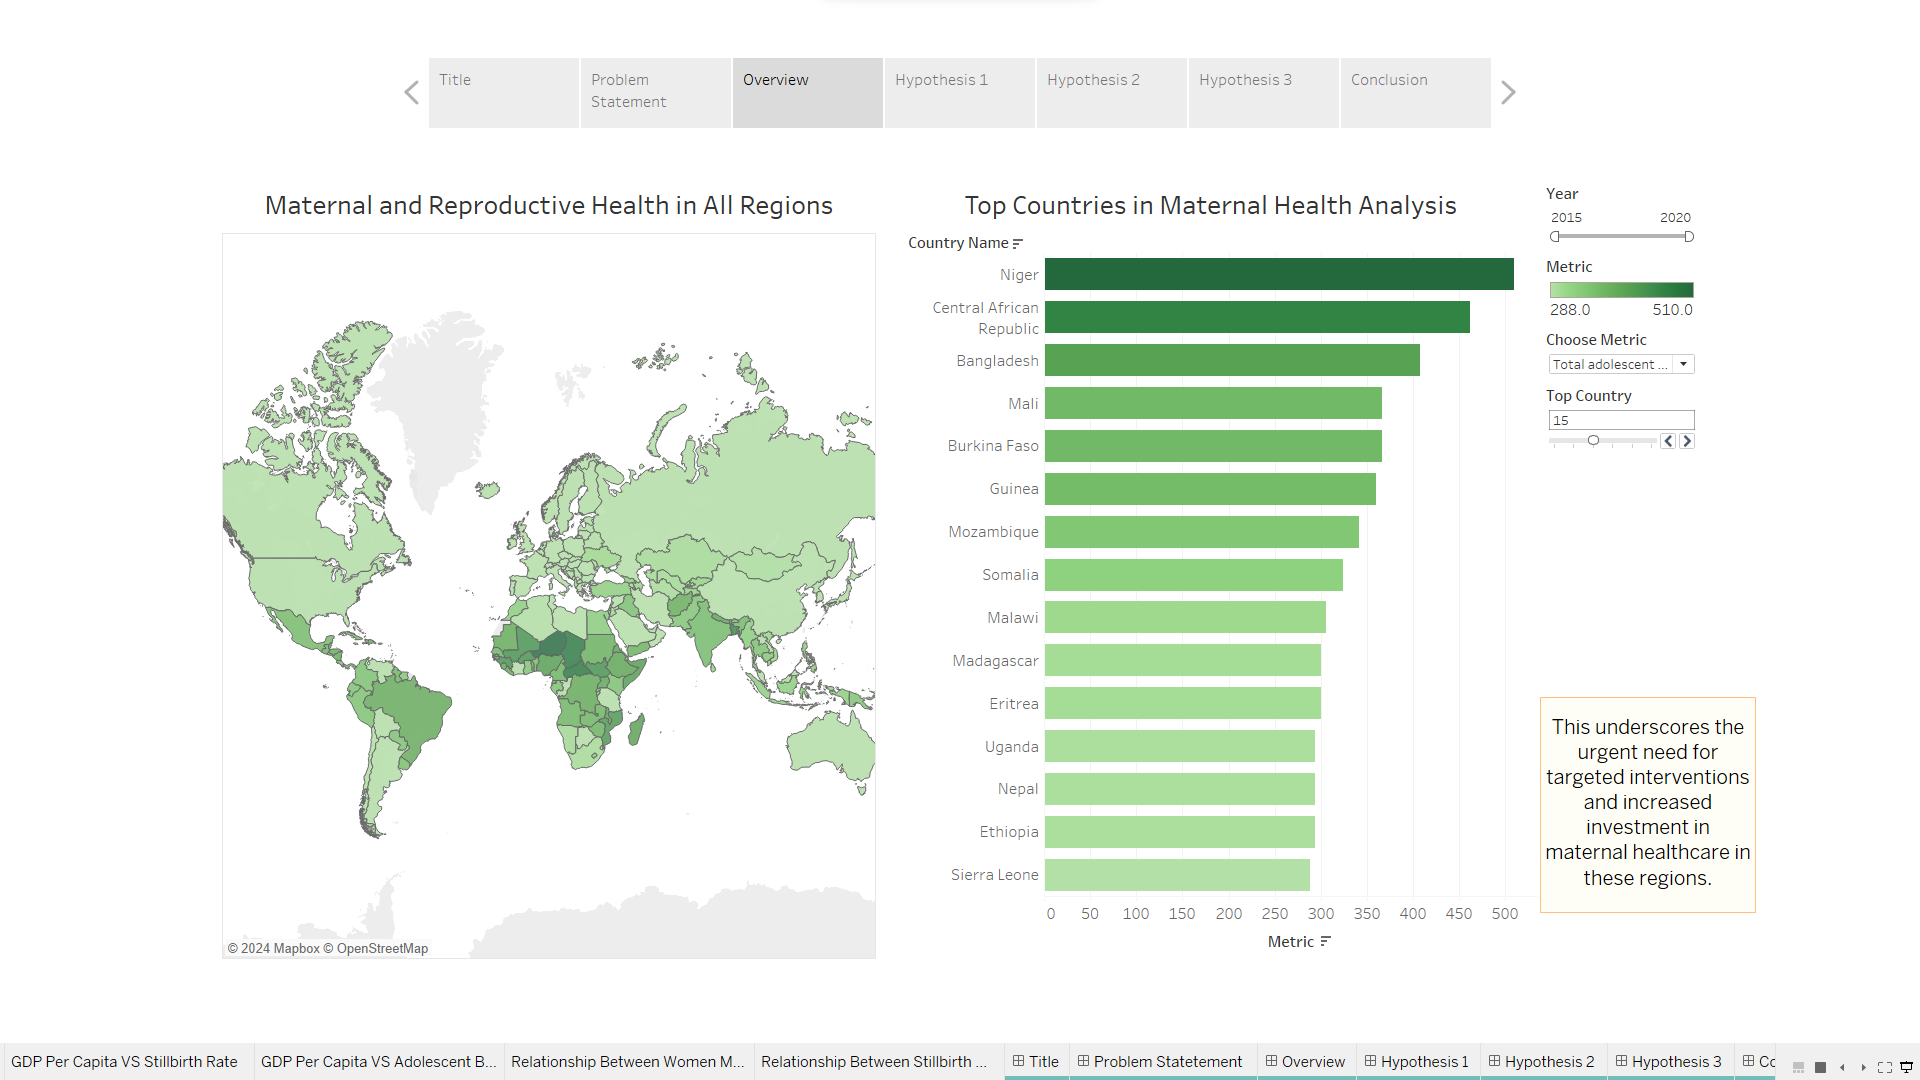 Title
Problem
Statement
Overview
Hypothesis 1
Hypothesis 2
Hypothesis 3
Conclusion
Maternal and Reproductive Health in All Regions
© 2024 Mapbox © OpenStreetMap
Top Countries in Maternal Health Analysis
Country Name
Niger
Central African
Republic
Bangladesh
Mali
Burkina Faso
Guinea
Mozambique
Somalia
Malawi
Madagascar
Eritrea
Uganda
Nepal
Ethiopia
Sierra Leone
0 50 100 150 200 250 300 350 400 450 500
Metric
Year
2015 2020
Metric
288.0 510.0
Choose Metric
Total adolescent ...
Top Country
15
This underscores the
urgent need for
targeted interventions
and increased
investment in
maternal healthcare in
these regions.
GDP Per Capita VS Stillbirth Rate
GDP Per Capita VS Adolescent B...
Relationship Between Women M...
Relationship Between Stillbirth ...
Title
Problem Statetement
Overview
Hypothesis 1
Hypothesis 2
Hypothesis 3
Co